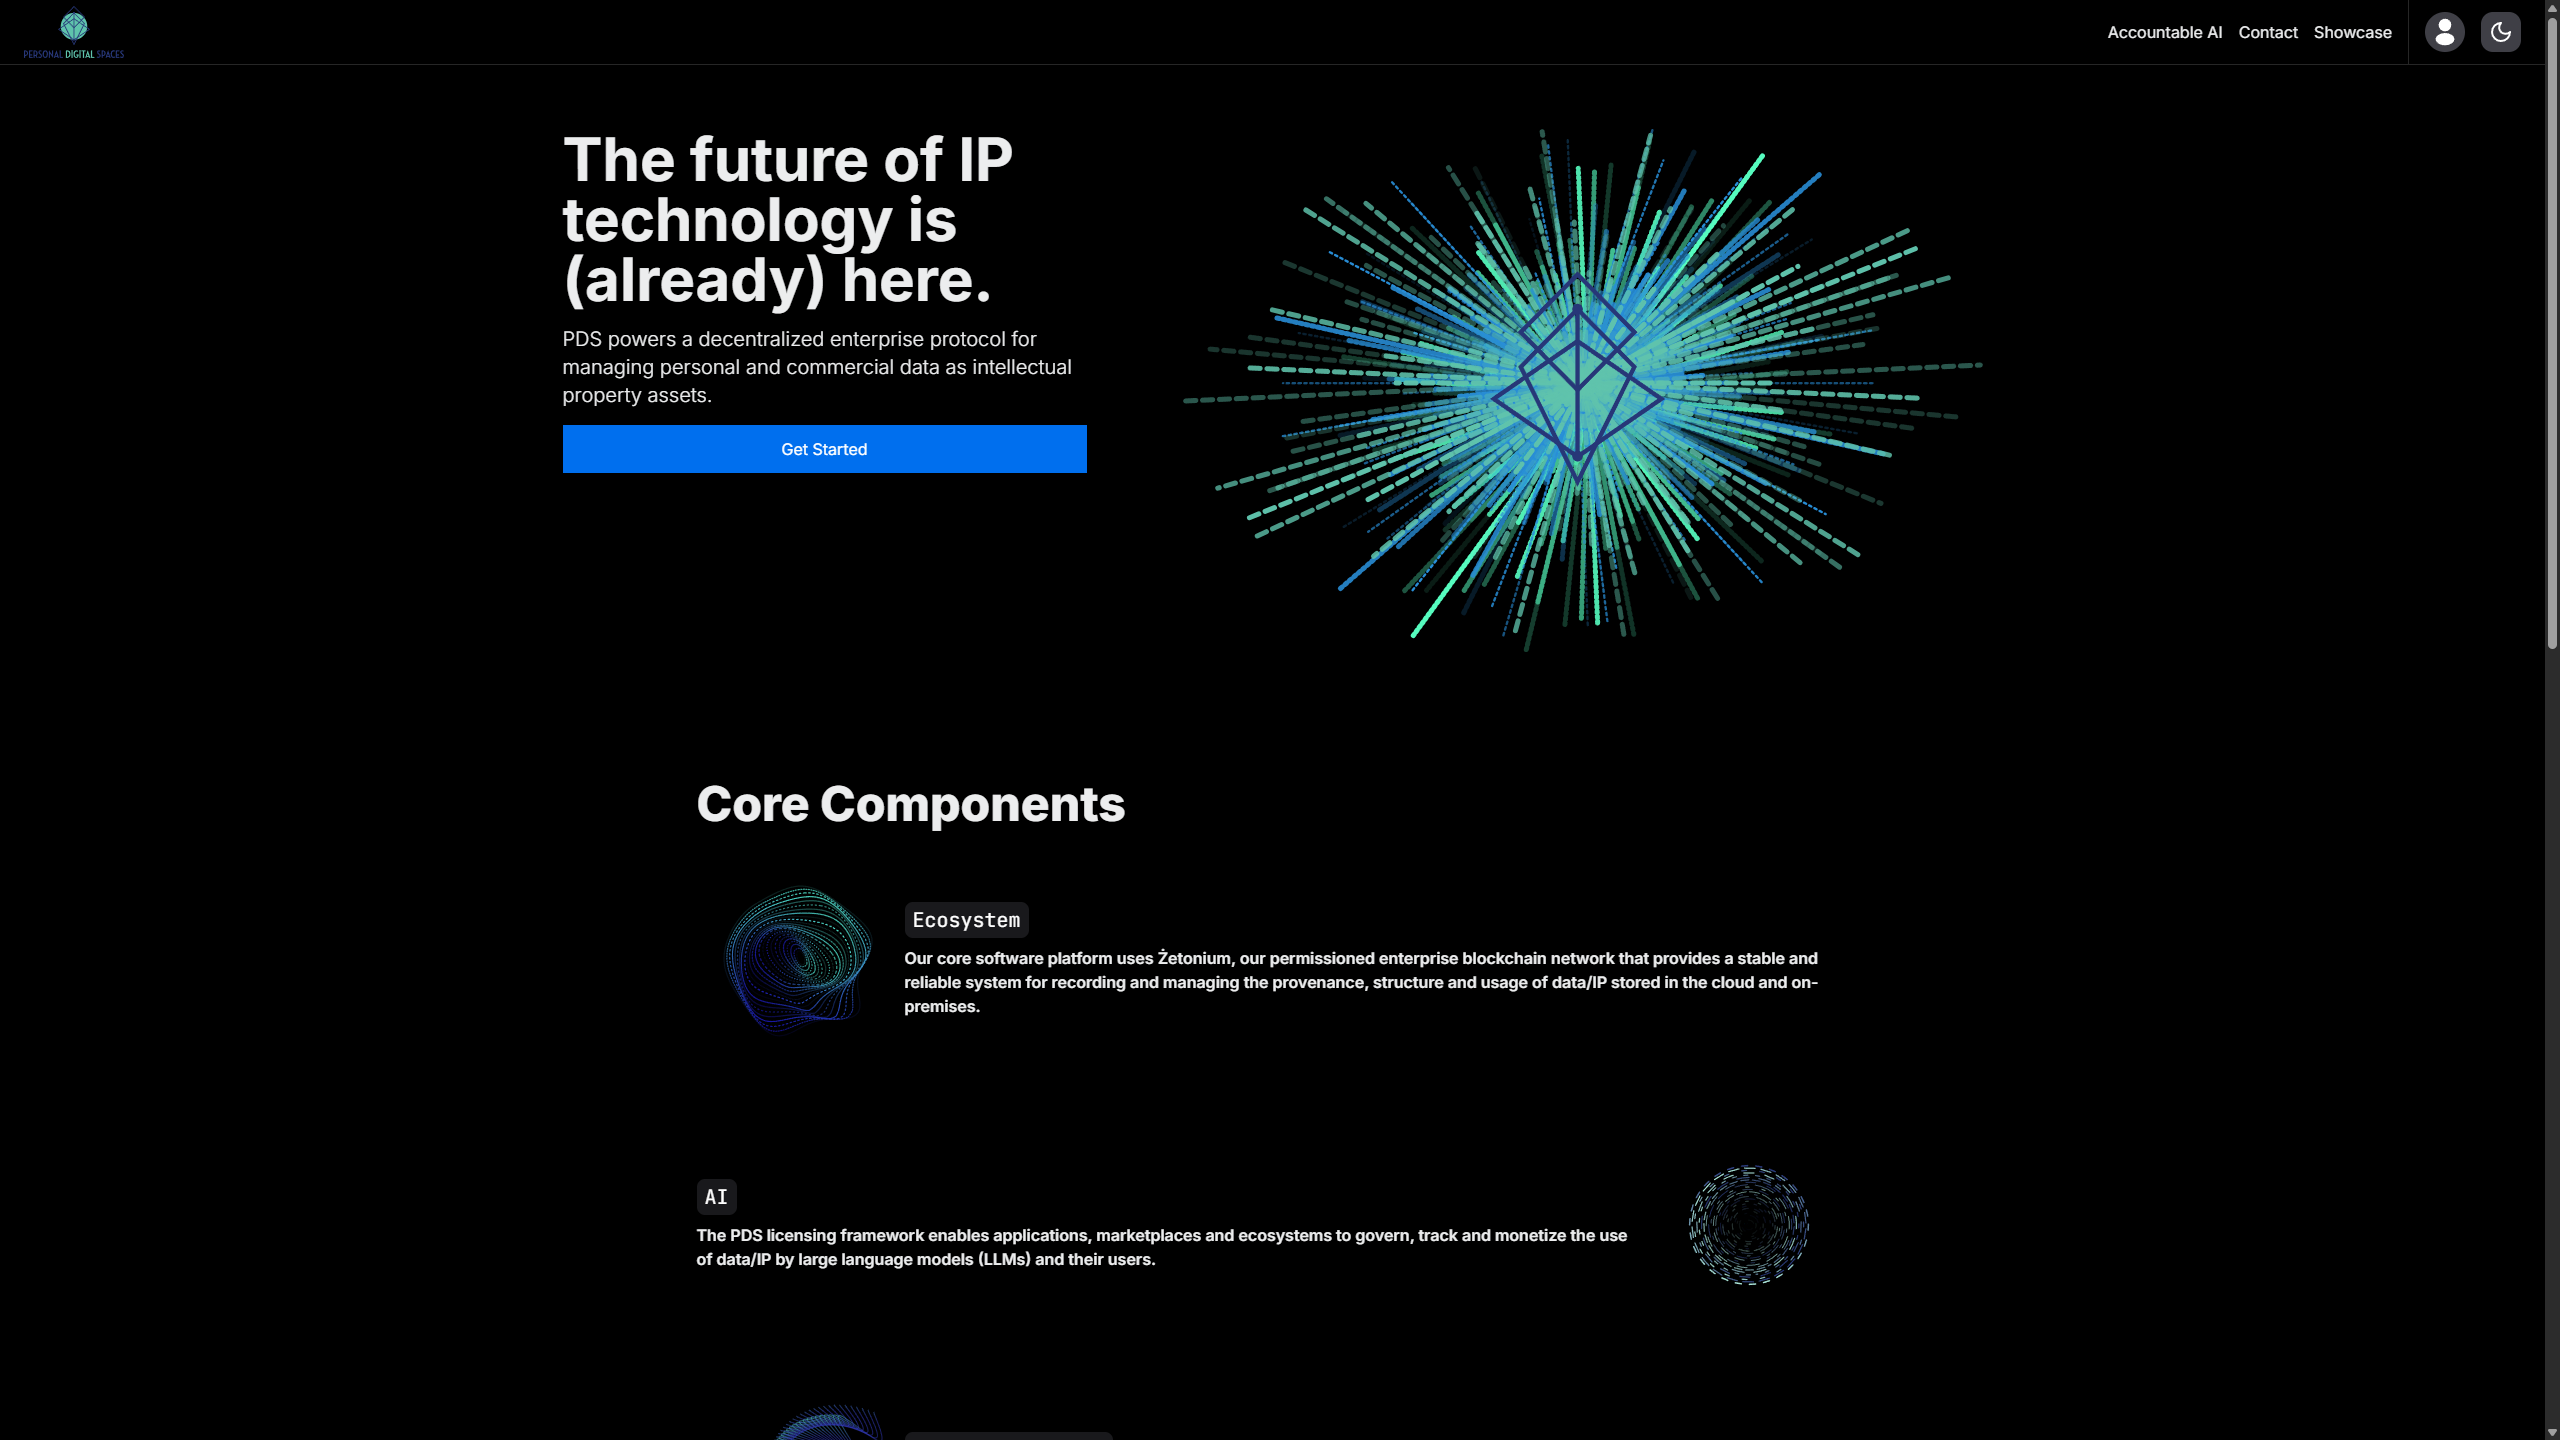 PERSONAL DIGITAL SPACES
Accountable AI
Contact
Showcase
The future of IP
technology is
(already) here.
PDS powers a decentralized enterprise protocol for
managing personal and commercial data as intellectual
property assets.
Get Started
Core Components
Ecosystem
Our core software platform uses Żetonium, our permissioned enterprise blockchain network that provides a stable and
reliable system for recording and managing the provenance, structure and usage of data/IP stored in the cloud and on-
premises.
AI
The PDS licensing framework enables applications, marketplaces and ecosystems to govern, track and monetize the use
of data/IP by large language models (LLMs) and their users.